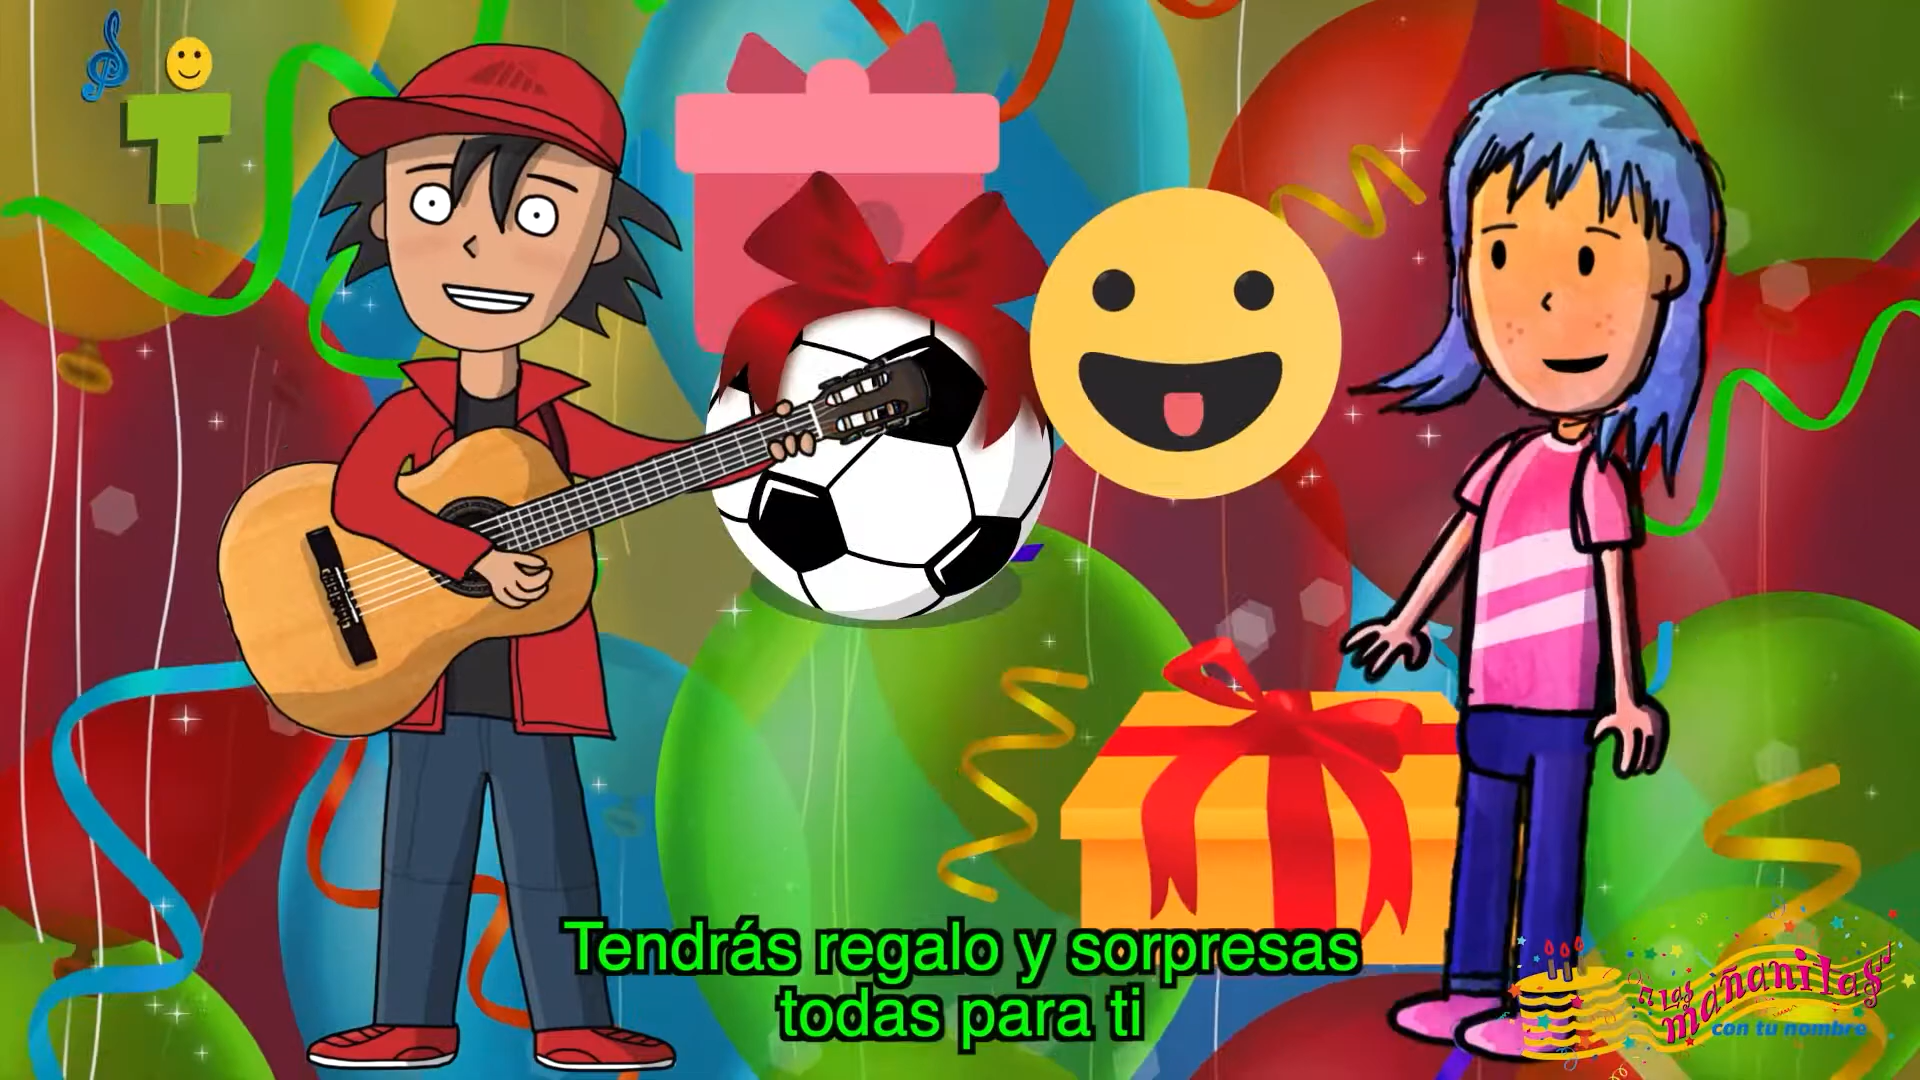 T
Tendrás regalo y sorpresas
todas para ti
Las
mañanitas
con tu nombre